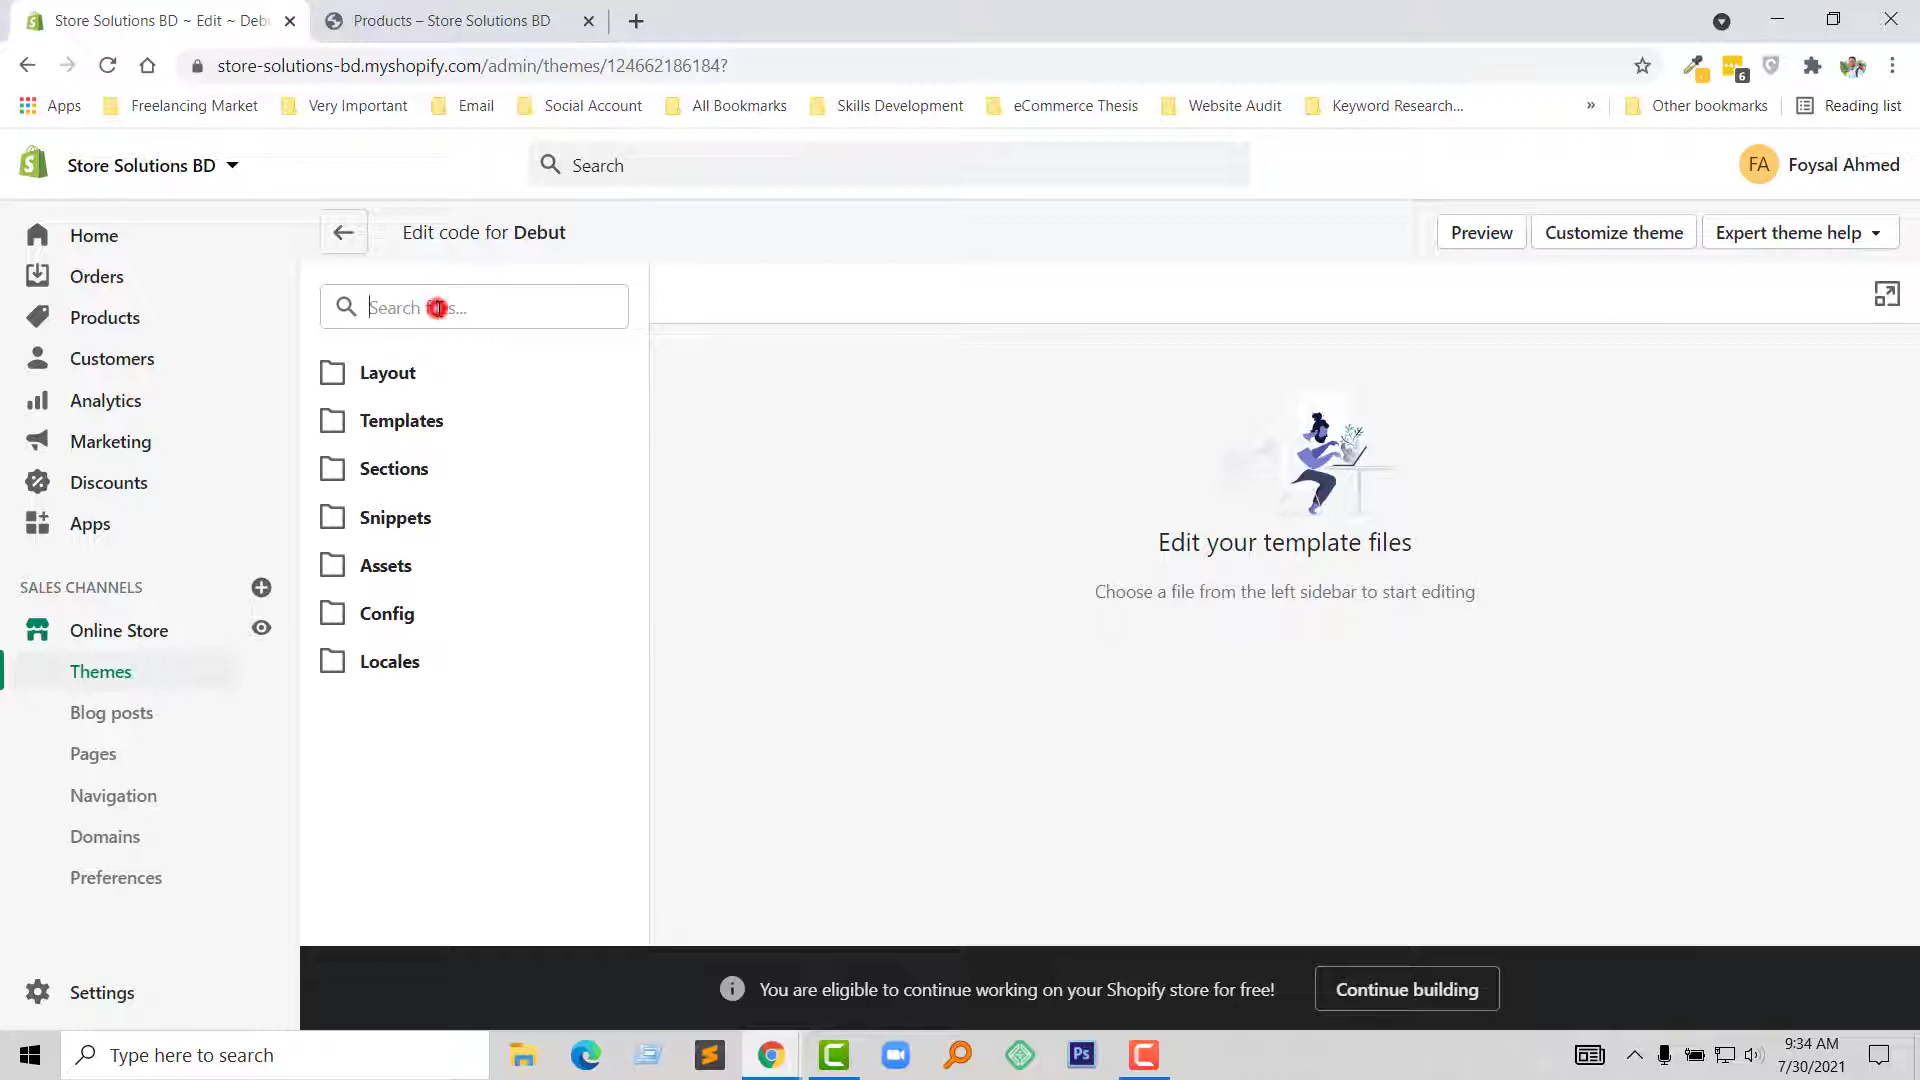 Store Solutions BD ~ Edit ~ Deb
Products – Store Solutions BD
store-solutions-bd.myshopify.com/admin/themes/124662186184?
6
Apps
Freelancing Market
Very Important
Email
Social Account
All Bookmarks
Skills Development
eCommerce Thesis
Website Audit
Keyword Research...
»
Other bookmarks
Reading list
Store Solutions BD
Search
FA
Foysal Ahmed
Home
Orders
Products
Customers
Analytics
Marketing
Discounts
Apps
SALES CHANNELS
Online Store
Themes
Blog posts
Pages
Navigation
Domains
Preferences
Settings
Edit code for Debut
Preview
Customize theme
Expert theme help
Search files...
Layout
Templates
Sections
Snippets
Assets
Config
Locales
Edit your template files
Choose a file from the left sidebar to start editing
You are eligible to continue working on your Shopify store for free!
Continue building
Type here to search
Ps
9:34 AM
7/30/2021